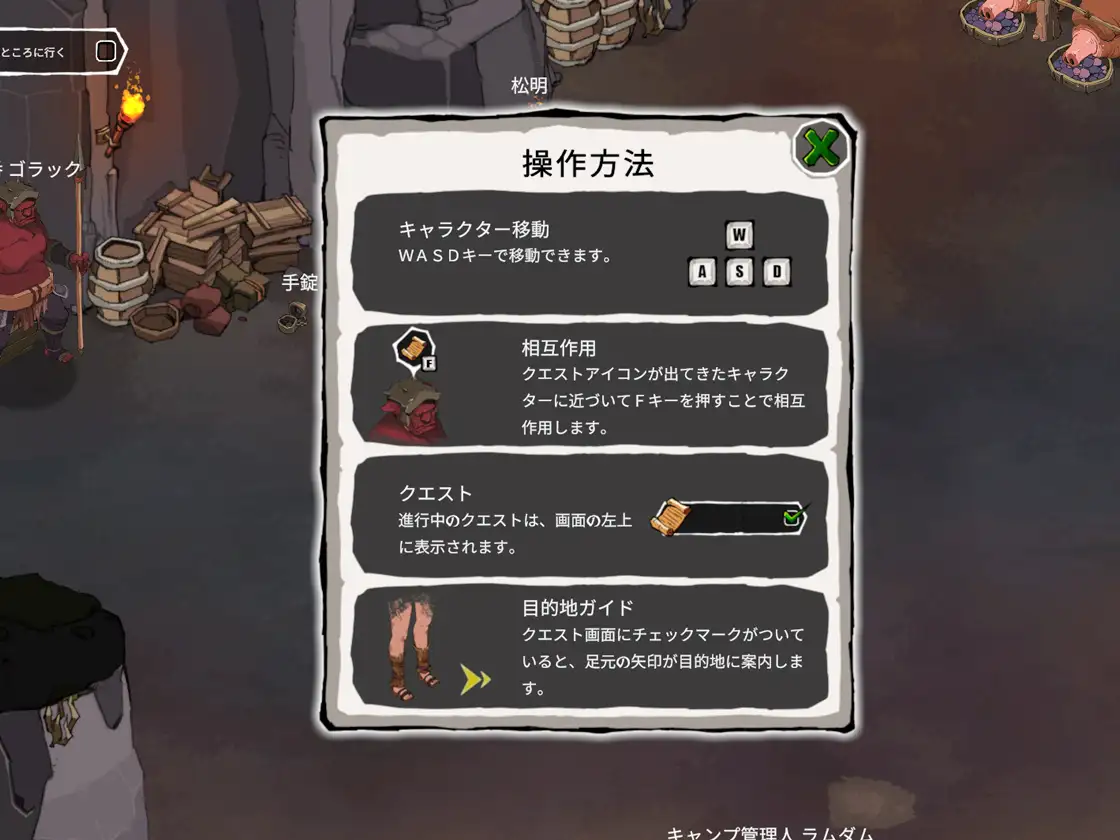 ところに行く
松明
ゴラック
手錠
操作方法
キャラクター移動
WASDキーで移動できます。
W
A S D
F
相互作用
クエストアイコンが出てきたキャラク
ターに近づいてFキーを押すことで相互
作用します。
クエスト
進行中のクエストは、画面の左上
に表示されます。
目的地ガイド
クエスト画面にチェックマークがついて
いると、足元の矢印が目的地に案内しま
す。
キャンプ管理人 ラムダム